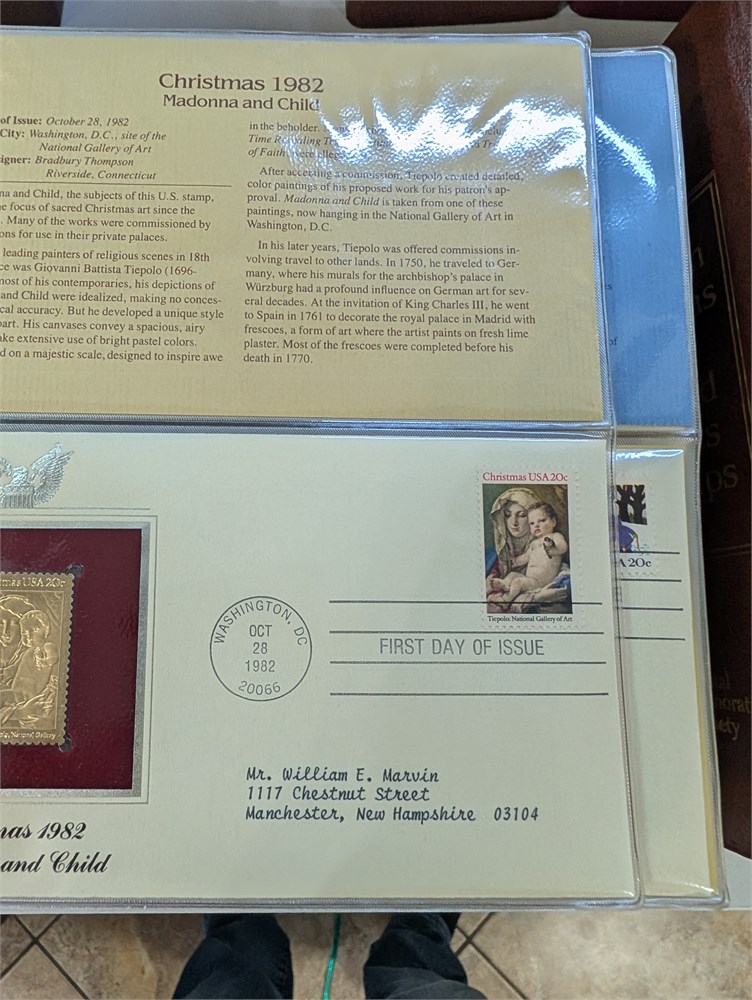 Christmas 1982
Madonna and Child
of Issue: October 28, 1982
City: Washington, D.C., site of the
National Gallery of Art
igner: Bradbury Thompson
Riverside, Connecticut
na and Child, the subjects of this U.S. stamp,
e focus of sacred Christmas art since the
. Many of the works were commissioned by
ons for use in their private palaces.
leading painters of religious scenes in 18th
ce was Giovanni Battista Tiepolo (1696-
most of his contemporaries, his depictions of
and Child were idealized, making no conces-
cal accuracy. But he developed a unique style
part. His canvases convey a spacious, airy
ake extensive use of bright pastel colors.
d on a majestic scale, designed to inspire awe
in the beholder.
Time Revealing
of Faith, were
After accepting a commission, Tiepolo created detailed,
color paintings of his proposed work for his patron's ap-
proval. Madonna and Child is taken from one of these
paintings, now hanging in the National Gallery of Art in
Washington, D.C.
In his later years, Tiepolo was offered commissions in-
volving travel to other lands. In 1750, he traveled to Ger-
many, where his murals for the archbishop's palace in
Würzburg had a profound influence on German art for sev-
eral decades. At the invitation of King Charles III, he went
to Spain in 1761 to decorate the royal palace in Madrid with
frescoes, a form of art where the artist paints on fresh lime
plaster. Most of the frescoes were completed before his
death in 1770.
Christmas USA 20c
Tiepolo: National Gallery of Art
tmas USA 20c
National Gallery
WASHINGTON, DC
OCT
28
1982
20066
FIRST DAY OF ISSUE
Mr. William E. Marvin
1117 Chestnut Street
Manchester, New Hampshire 03104
nas 1982
and Child
of
A 20c